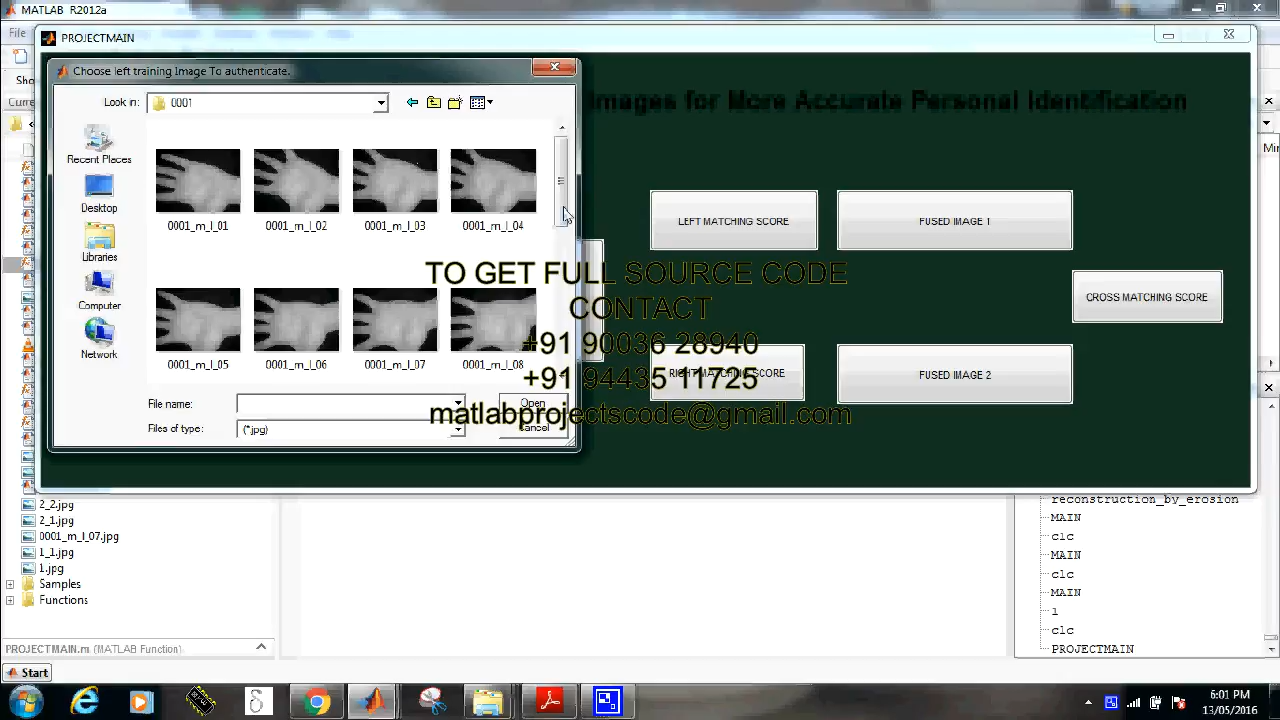 MATLAB R2012a
File
PROJECTMAIN
Choose left training Image To authenticate.
Look in:
0001
Images for More Accurate Personal Identification
Recent Places
Desktop
Libraries
Computer
Network
0001_m_l_01
0001_m_l_02
0001_m_l_03
0001_m_l_04
0001_m_l_05
0001_m_l_06
0001_m_l_07
0001_m_l_08
File name:
Open
Files of type:
(*.jpg)
Cancel
LEFT MATCHING SCORE
FUSED IMAGE 1
CROSS MATCHING SCORE
RIGHT MATCHING SCORE
FUSED IMAGE 2
TO GET FULL SOURCE CODE
CONTACT
+91 90036 28940
+91 94435 11725
matlabprojectscode@gmail.com
2_2.jpg
2_1.jpg
0001_m_l_07.jpg
1_1.jpg
1.jpg
Samples
Functions
PROJECTMAIN.m (MATLAB Function)
reconstruction_by_erosion
MAIN
clc
MAIN
clc
MAIN
1
clc
PROJECTMAIN
Start
6:01 PM
13/05/2016